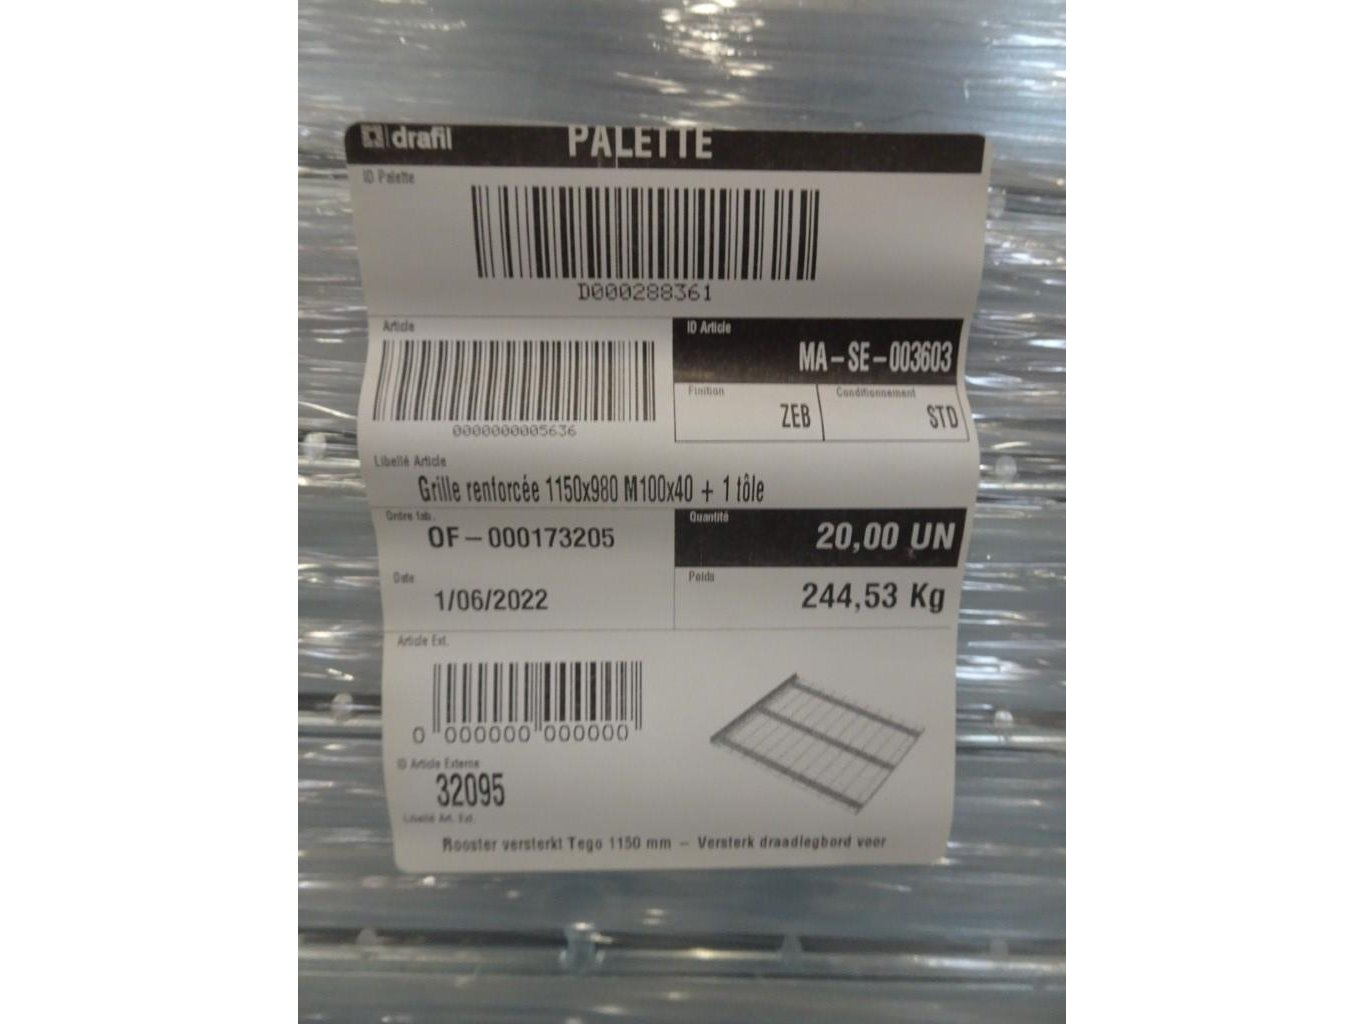 drafil PALETTE
ID Palette
D000288361
Article
0000000005636
ID Article
MA-SE-003603
Finition
ZEB
Conditionnement
STD
Libellé Article
Grille renforcée 1150x980 M100x40 + 1 tôle
Ordre fab.
OF-000173205
Quantité
20,00 UN
Date
1/06/2022
Poids
244,53 Kg
Article Ext.
0 000000 000000
ID Article Externe
32095
Libellé Art. Ext.
Rooster versterkt Tego 1150 mm - Versterk draadlegbord voor